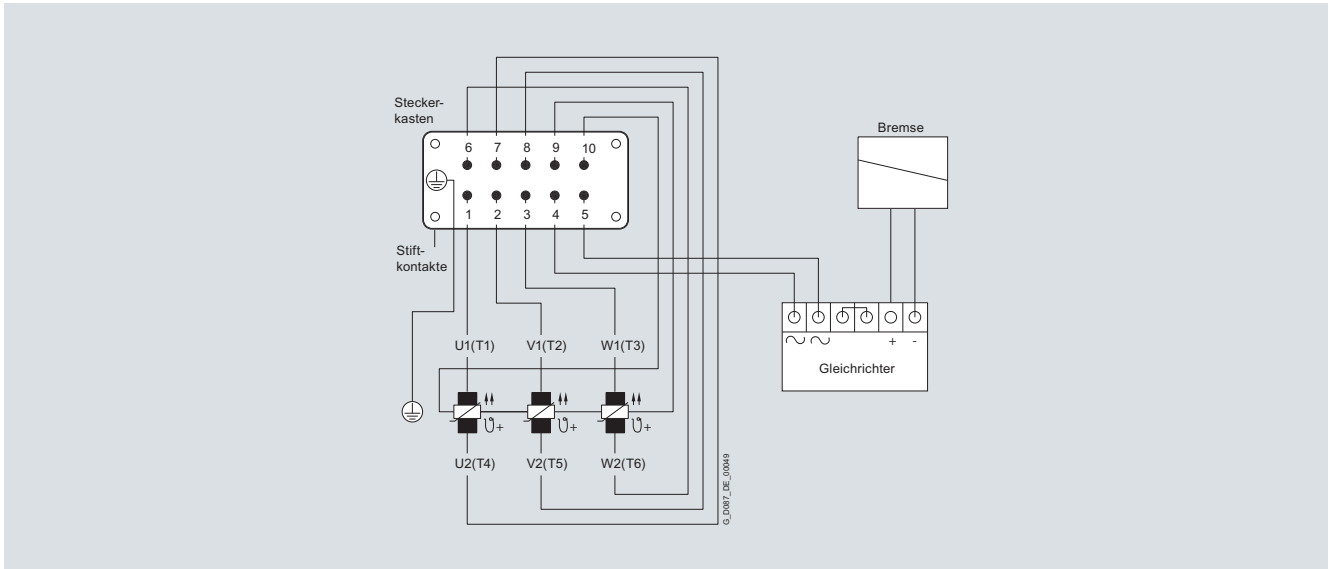 Stecker-
kasten
Bremse
6 7 8 9 10
1 2 3 4 5
Stift-
kontakte
U1(T1) V1(T2) W1(T3)
+ -
Gleichrichter
ϑ+ ϑ+ ϑ+
U2(T4) V2(T5) W2(T6)
G_D087_DE_00049